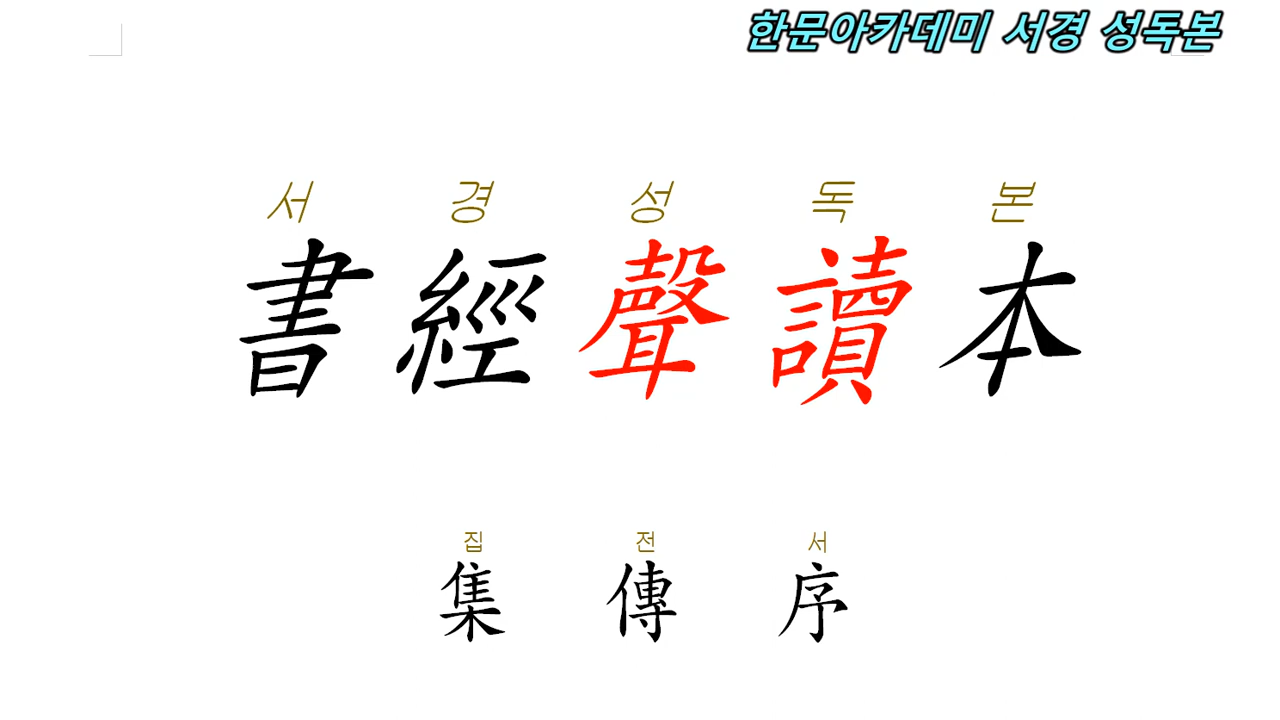 한문아카데미 서경 성독본
서 경 성 독 본
書 經 聲 讀 本
집 전 서
集 傳 序